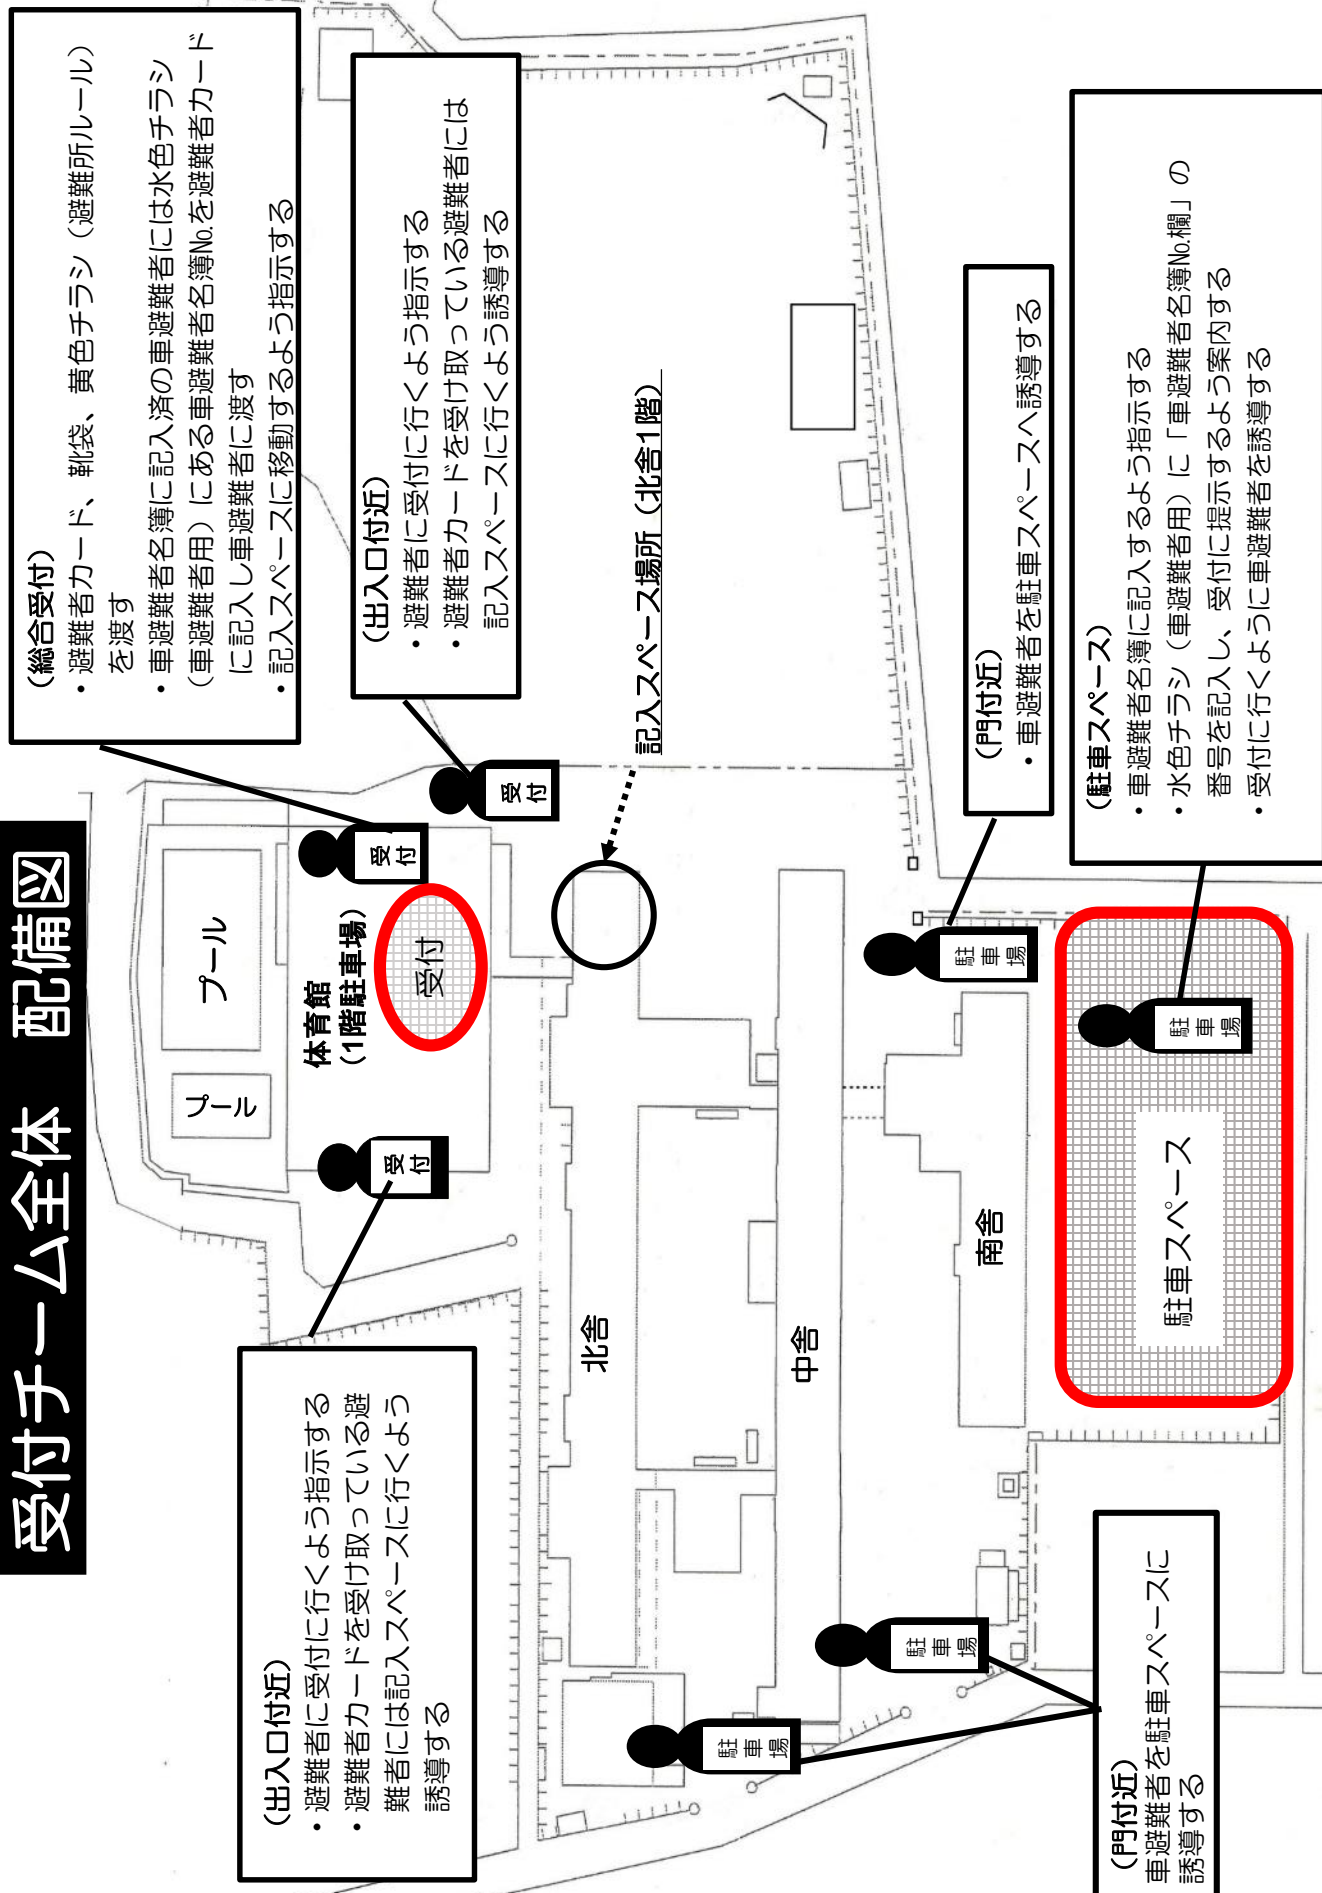 受付チーム全体　配備図
（出入口付近）
・避難者に受付に行くよう指示する
・避難者カードを受け取っている避
難者には記入スペースに行くよう
誘導する
（総合受付）
・避難者カード、靴袋、黄色チラシ（避難所ルール）
を渡す
・車避難者名簿に記入済の車避難者には水色チラシ
（車避難者用）にある車避難者名簿№を避難者カード
に記入し車避難者に渡す
・記入スペースに移動するよう指示する
（出入口付近）
・避難者に受付に行くよう指示する
・避難者カードを受け取っている避難者には
記入スペースに行くよう誘導する
プール
プール
体育館
（1階駐車場）
受付
受付
受付
受付
記入スペース場所（北舎1階）
北舎
中舎
南舎
（門付近）
・車避難者を駐車スペースへ誘導する
駐車場
駐車場
駐車場
駐車場
駐車スペース
（駐車スペース）
・車避難者名簿に記入するよう指示する
・水色チラシ（車避難者用）に「車避難者名簿№欄」の
番号を記入し、受付に提示するよう案内する
・受付に行くように車避難者を誘導する
（門付近）
車避難者を駐車スペースに
誘導する